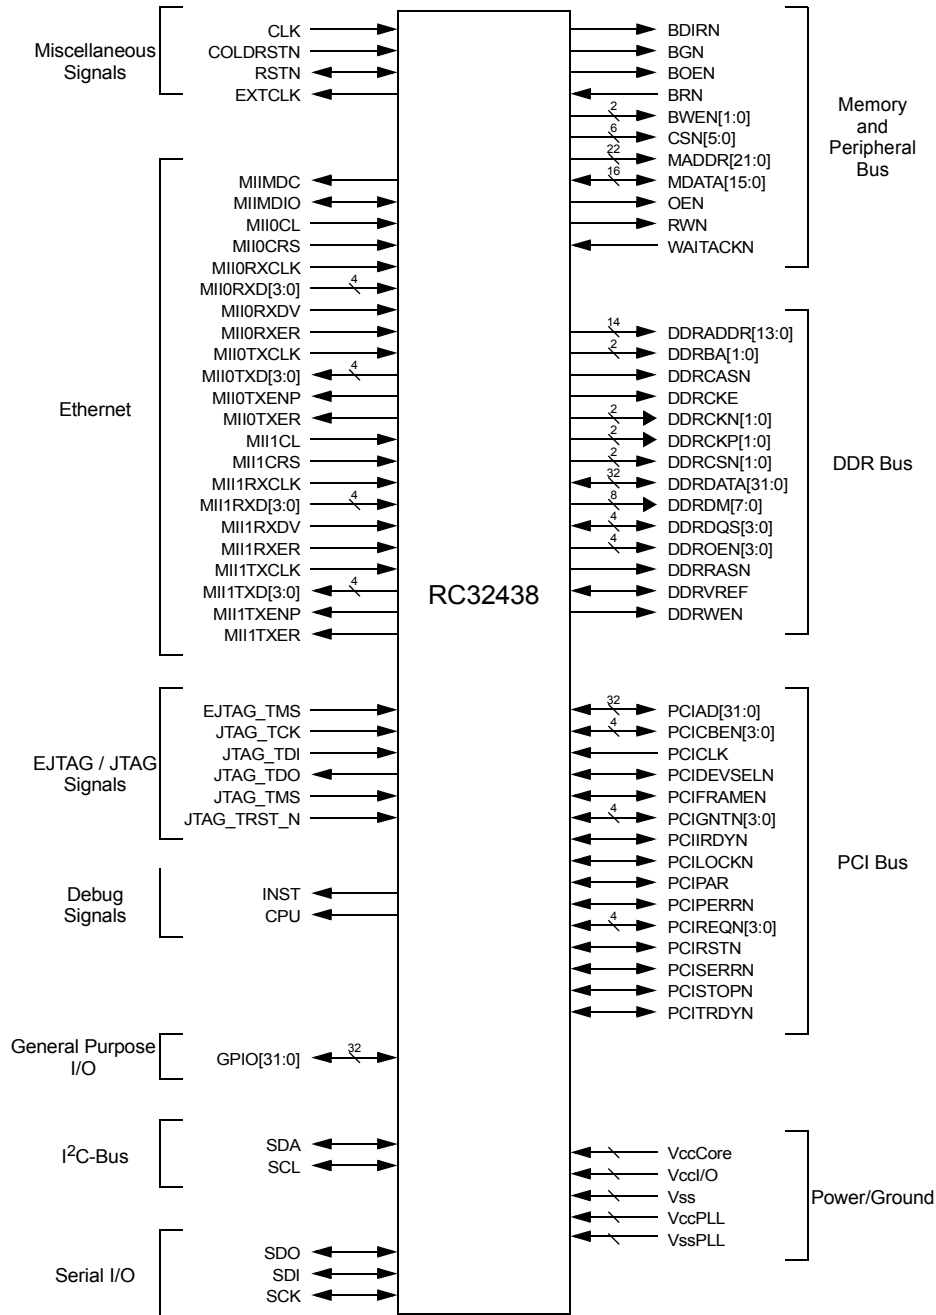 Miscellaneous
Signals
CLK
COLDRSTN
RSTN
EXTCLK
Ethernet
MIIMDC
MIIMDIO
MII0CL
MII0CRS
MII0RXCLK
MII0RXD[3:0]
4
MII0RXDV
MII0RXER
MII0TXCLK
MII0TXD[3:0]
4
MII0TXENP
MII0TXER
MII1CL
MII1CRS
MII1RXCLK
MII1RXD[3:0]
4
MII1RXDV
MII1RXER
MII1TXCLK
MII1TXD[3:0]
4
MII1TXENP
MII1TXER
EJTAG / JTAG
Signals
EJTAG_TMS
JTAG_TCK
JTAG_TDI
JTAG_TDO
JTAG_TMS
JTAG_TRST_N
Debug
Signals
INST
CPU
General Purpose
I/O
GPIO[31:0]
32
I2C-Bus
SDA
SCL
Serial I/O
SDO
SDI
SCK
RC32438
BDIRN
BGN
BOEN
BRN
2
BWEN[1:0]
6
CSN[5:0]
22
MADDR[21:0]
16
MDATA[15:0]
OEN
RWN
WAITACKN
Memory
and
Peripheral
Bus
14
DDRADDR[13:0]
2
DDRBA[1:0]
DDRCASN
DDRCKE
2
DDRCKN[1:0]
2
DDRCKP[1:0]
2
DDRCSN[1:0]
32
DDRDATA[31:0]
8
DDRDM[7:0]
4
DDRDQS[3:0]
4
DDROEN[3:0]
DDRRASN
DDRVREF
DDRWEN
DDR Bus
32
PCIAD[31:0]
4
PCICBEN[3:0]
PCICLK
PCIDEVSELN
PCIFRAMEN
4
PCIGNTN[3:0]
PCIIRDYN
PCILOCKN
PCIPAR
PCIPERRN
4
PCIREQN[3:0]
PCIRSTN
PCISERRN
PCISTOPN
PCITRDYN
PCI Bus
VccCore
VccI/O
Vss
VccPLL
VssPLL
Power/Ground